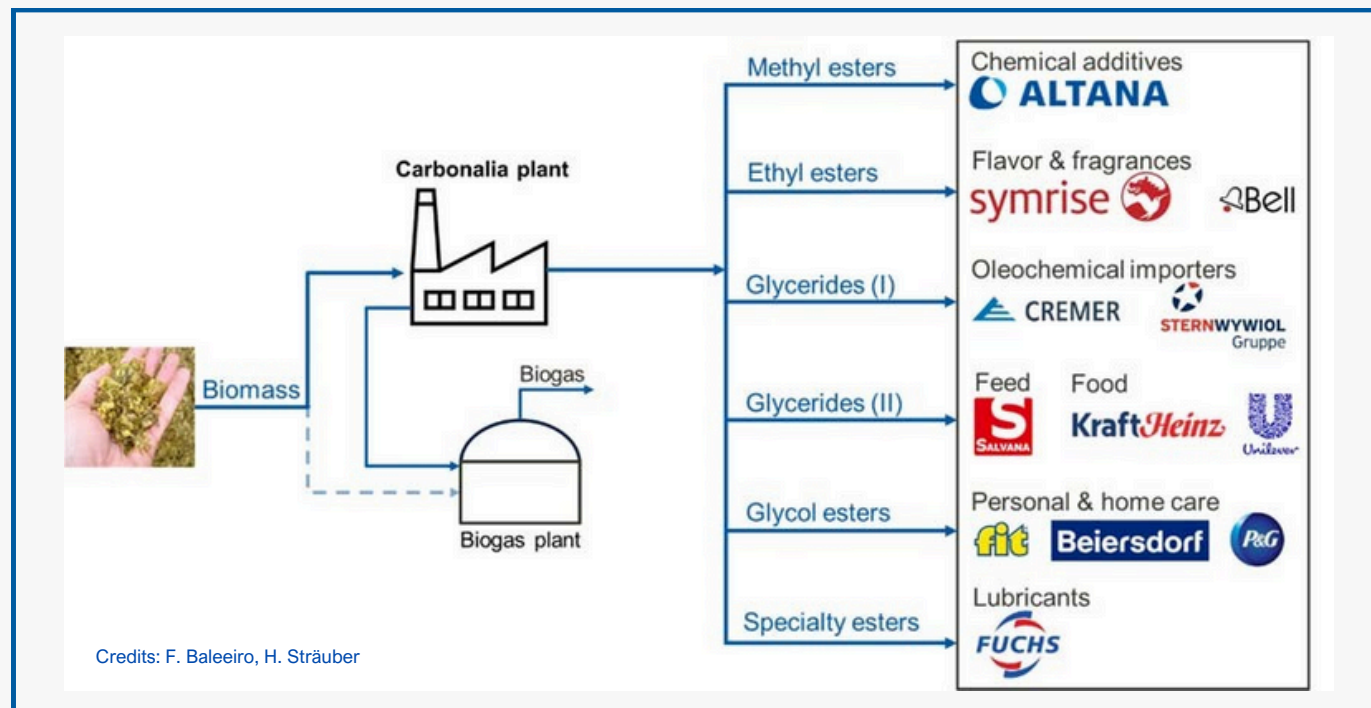 Methyl esters
Chemical additives
ALTANA
Carbonalia plant
Ethyl esters
Flavor & fragrances
symrise
Bell
Glycerides (I)
Oleochemical importers
CREMER
STERNWYWIOL
Gruppe
Biomass
Biogas
Glycerides (II)
Feed
Food
S
SALVANA
KraftHeinz
Unilever
Biogas plant
Glycol esters
Personal & home care
fit
Beiersdorf
P&G
Specialty esters
Lubricants
FUCHS
Credits: F. Baleeiro, H. Sträuber